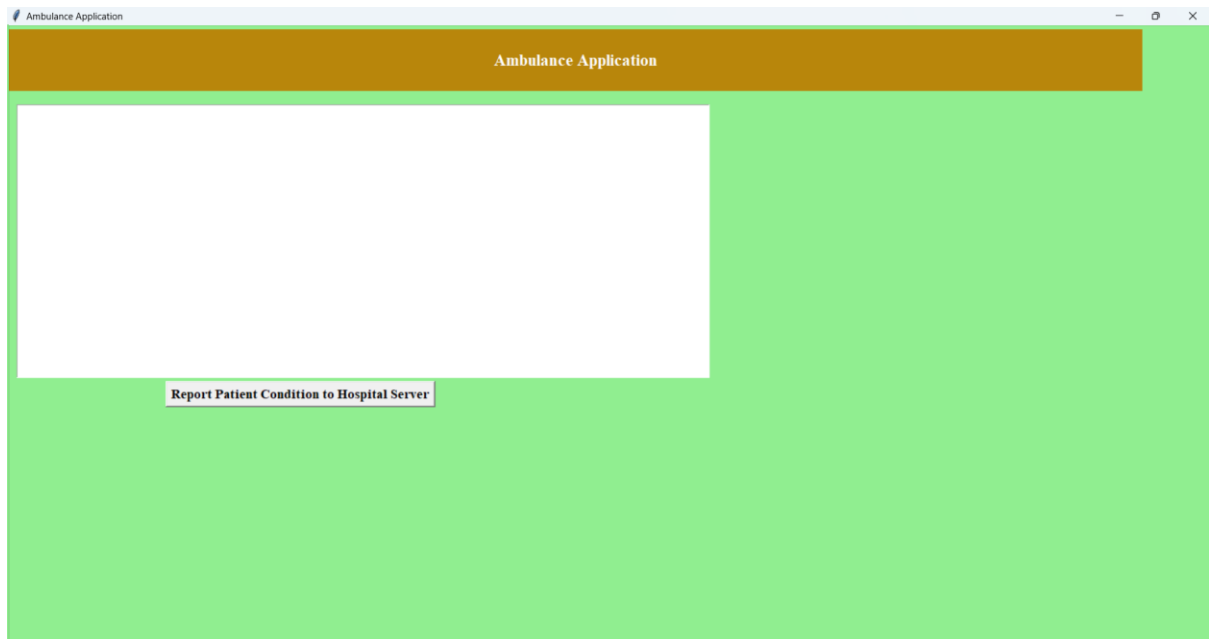 Ambulance Application
Ambulance Application
Report Patient Condition to Hospital Server